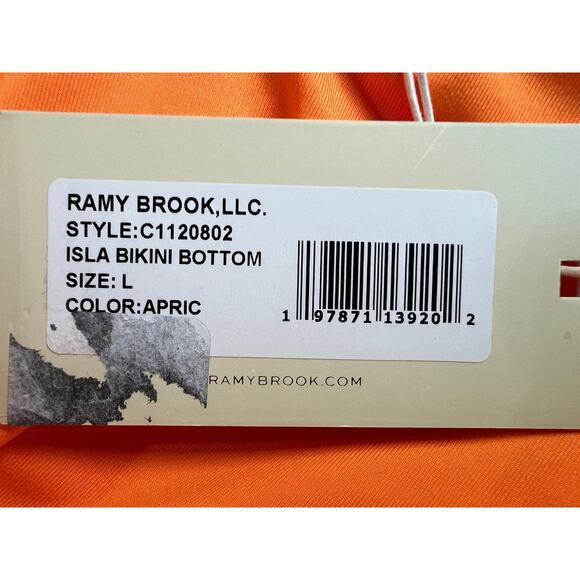 RAMY BROOK,LLC.
STYLE:C1120802
ISLA BIKINI BOTTOM
SIZE: L
COLOR:APRIC
1 97871 13920 2
RAMYBROOK.COM